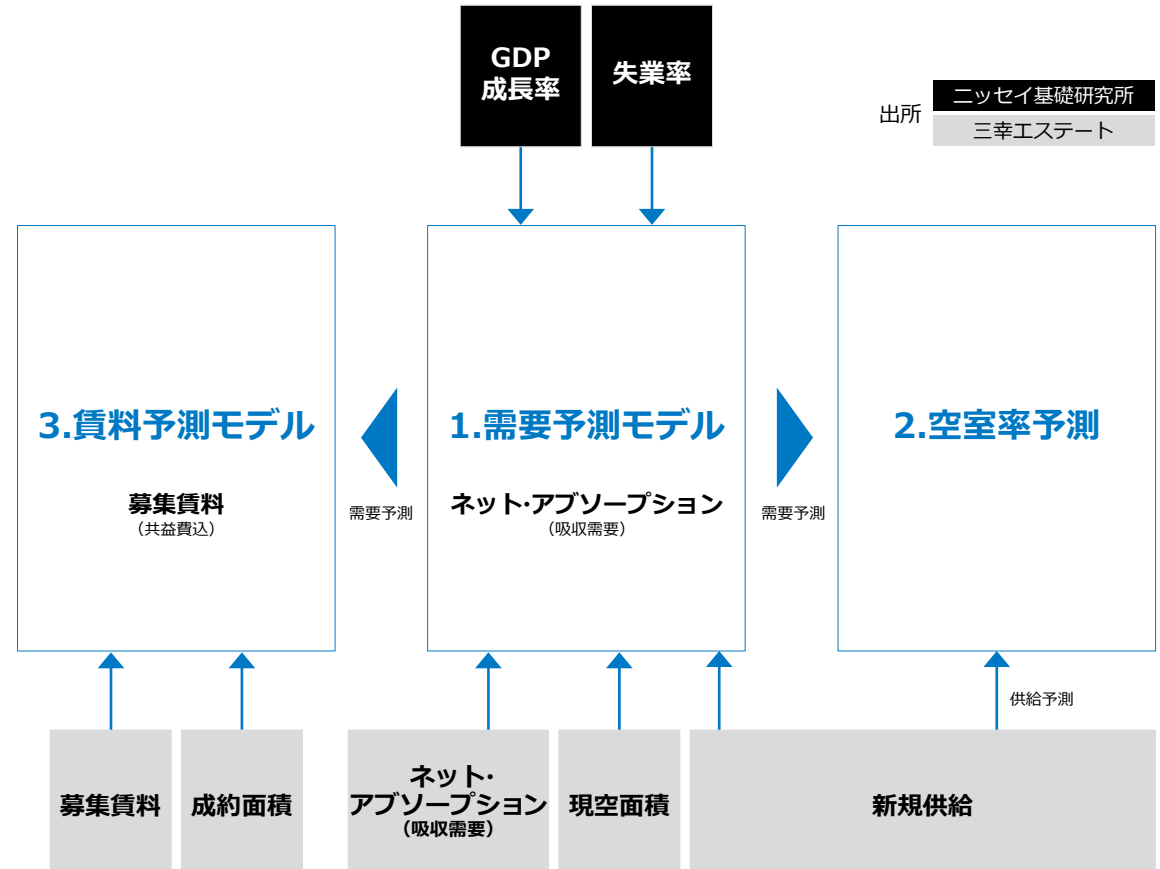 GDP
成長率
失業率
出所
ニッセイ基礎研究所
三幸エステート
3.賃料予測モデル
募集賃料
(共益費込)
需要予測
1.需要予測モデル
ネット・アブソープション
(吸収需要)
需要予測
2.空室率予測
供給予測
募集賃料
成約面積
ネット・
アブソープション
(吸収需要)
現空面積
新規供給